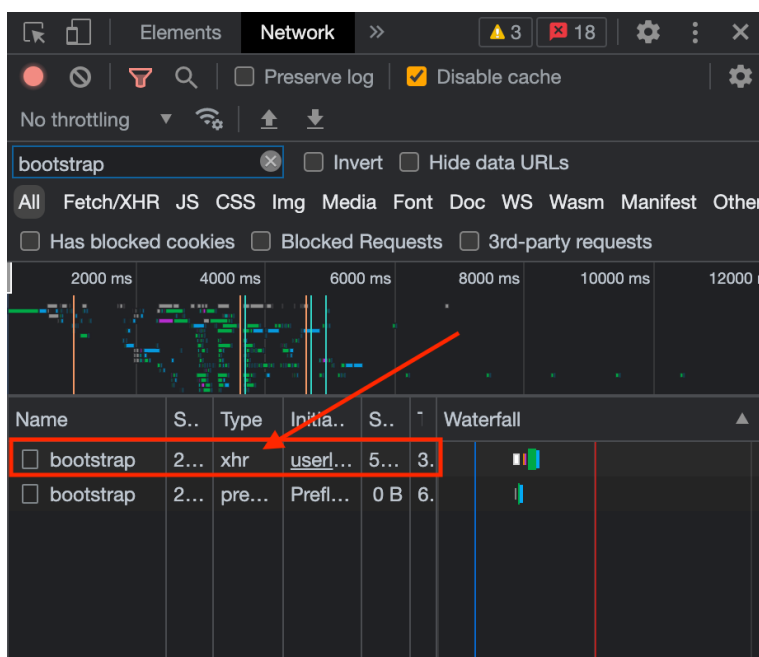 Elements Network 3 18
Preserve log Disable cache
No throttling
bootstrap Invert Hide data URLs
All Fetch/XHR JS CSS Img Media Font Doc WS Wasm Manifest Other
Has blocked cookies Blocked Requests 3rd-party requests
2000 ms 4000 ms 6000 ms 8000 ms 10000 ms 12000
Name S.. Type Initia.. S.. T Waterfall
bootstrap 2... xhr userl... 5... 3.
bootstrap 2... pre... Prefl... 0 B 6.